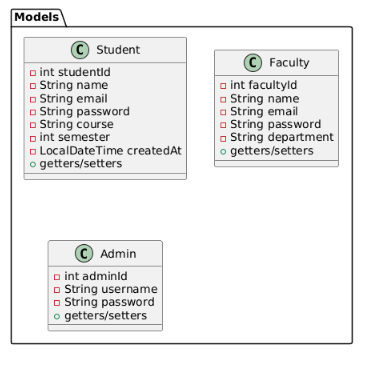 Models
C Student
int studentId
String name
String email
String password
String course
int semester
LocalDateTime createdAt
getters/setters
C Faculty
int facultyId
String name
String email
String password
String department
getters/setters
C Admin
int adminId
String username
String password
getters/setters